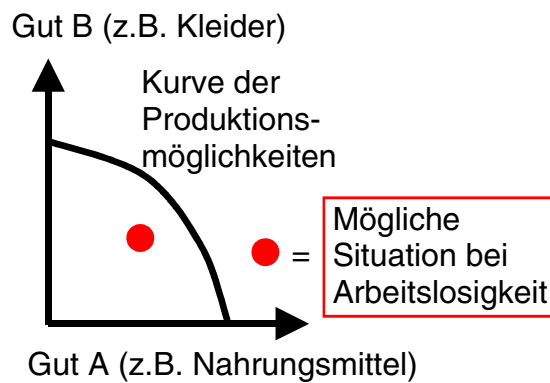 Gut B (z.B. Kleider)
Kurve der
Produktions-
möglichkeiten
= Mögliche
Situation bei
Arbeitslosigkeit
Gut A (z.B. Nahrungsmittel)